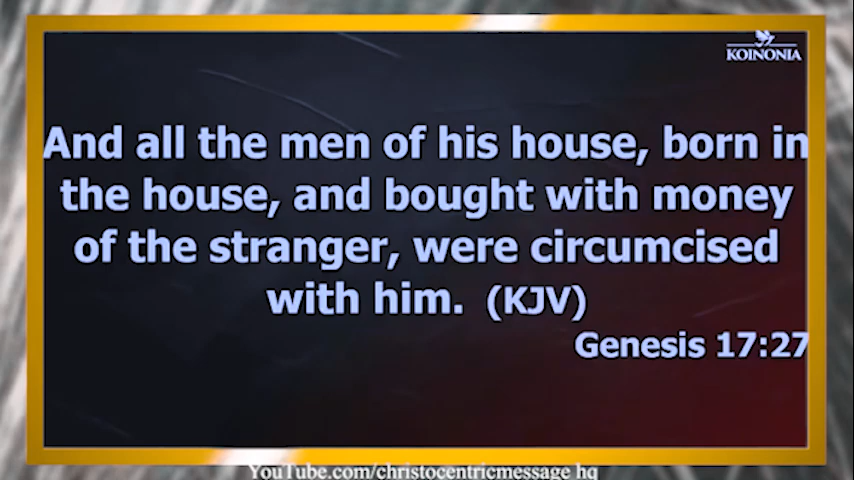 KOINONIA
And all the men of his house, born in
the house, and bought with money
of the stranger, were circumcised
with him. (KJV)
Genesis 17:27
YouTube.com/christocentricmessage hq